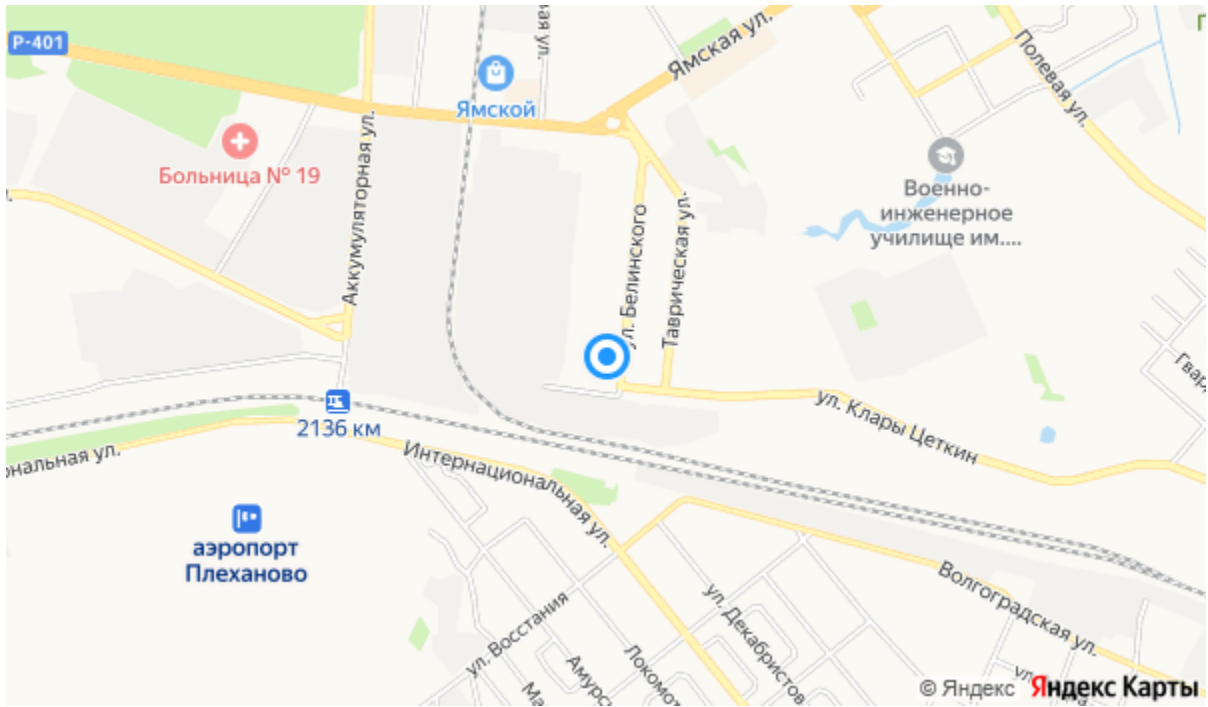 Р-401
Ямская ул.
Полевая ул.
Ямской
Больница № 19
Аккумуляторная ул.
Военно-
инженерное
училище им....
ул. Белинского
Таврическая ул.
2136 км
ул. Клары Цеткин
Интернациональная ул.
аэропорт
Плеханово
Волгоградская ул.
ул. Восстания
ул. Декабристов
© Яндекс Яндекс Карты